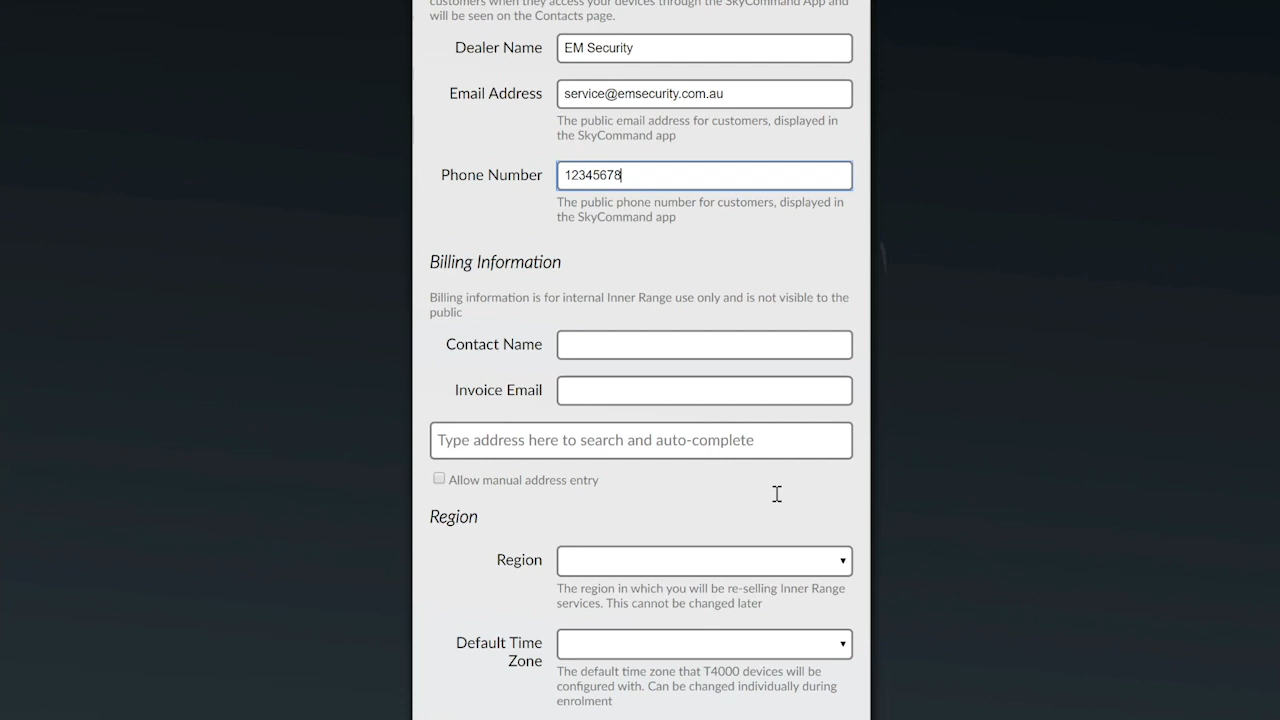 customers when they access your devices through the SkyCommand App and
will be seen on the Contacts page.
Dealer Name EM Security
Email Address service@emsecurity.com.au
The public email address for customers, displayed in
the SkyCommand app
Phone Number 12345678
The public phone number for customers, displayed in
the SkyCommand app
Billing Information
Billing information is for internal Inner Range use only and is not visible to the
public
Contact Name
Invoice Email
Type address here to search and auto-complete
Allow manual address entry
Region
Region
The region in which you will be re-selling Inner Range
services. This cannot be changed later
Default Time
Zone
The default time zone that T4000 devices will be
configured with. Can be changed individually during
enrolment